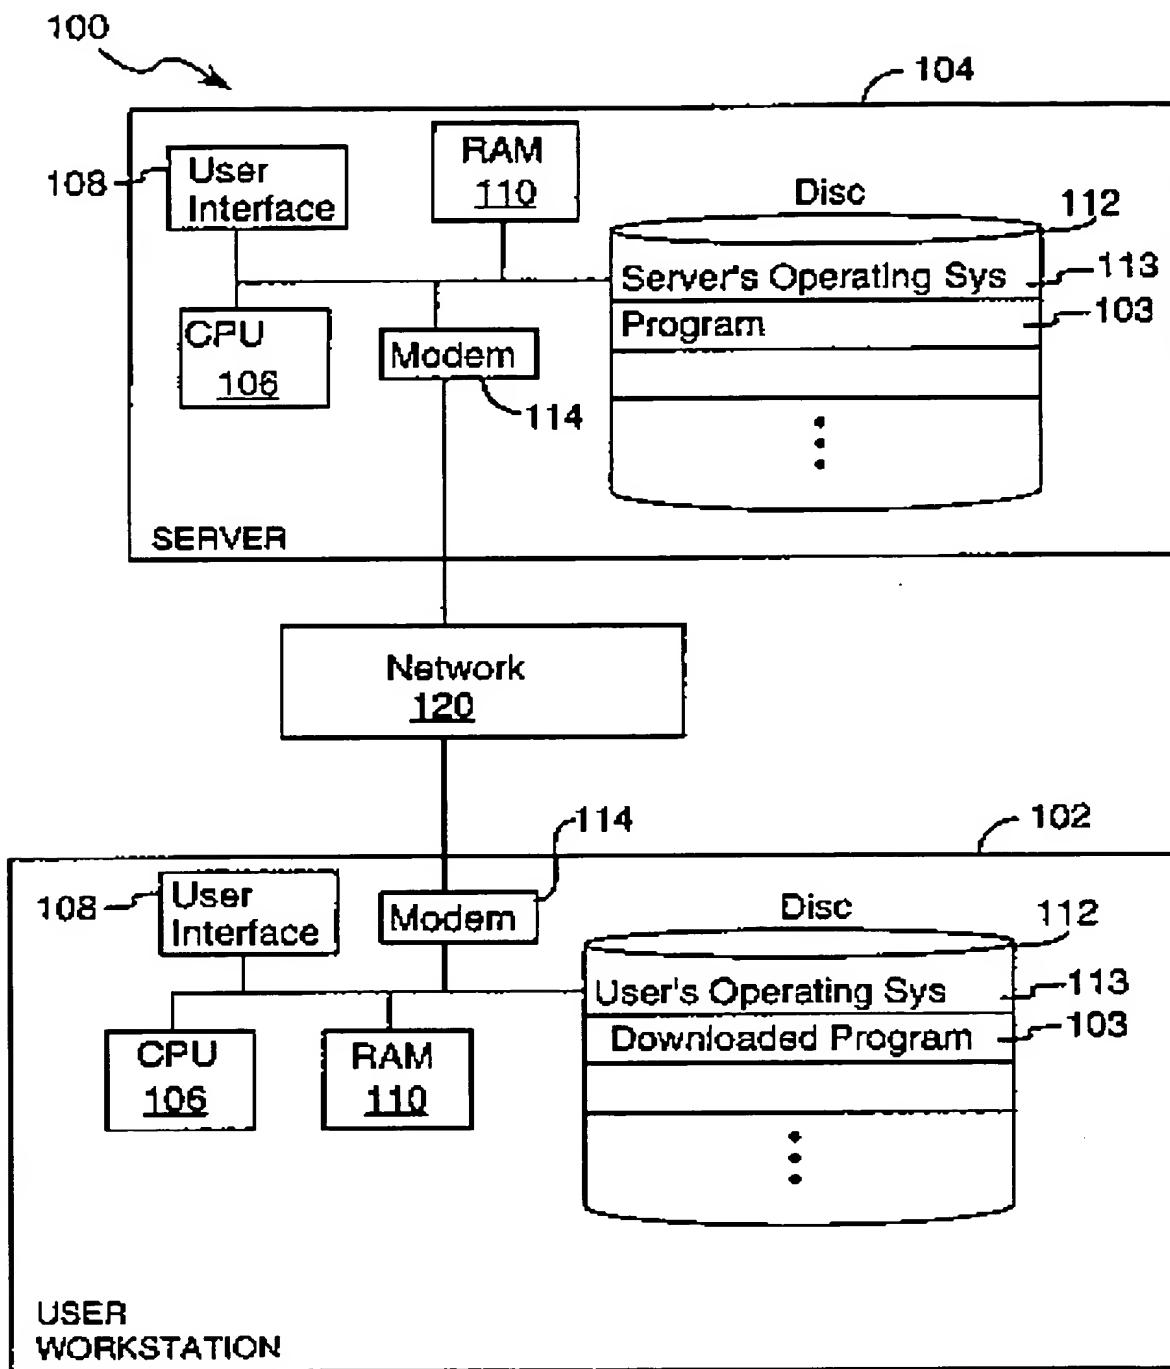 100
104
108
User
Interface
RAM
110
Disc
112
Server's Operating Sys
113
Program
103
CPU
106
Modem
114
SERVER
Network
120
114
102
108
User
Interface
Modem
Disc
112
User's Operating Sys
113
Downloaded Program
103
CPU
106
RAM
110
USER
WORKSTATION